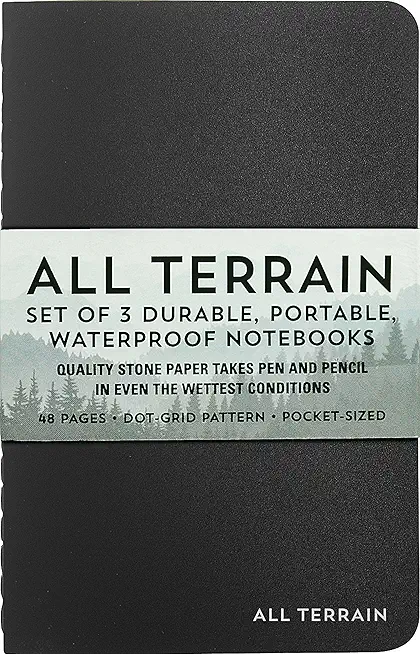 ALL TERRAIN
SET OF 3 DURABLE, PORTABLE,
WATERPROOF NOTEBOOKS
QUALITY STONE PAPER TAKES PEN AND PENCIL
IN EVEN THE WETTEST CONDITIONS
48 PAGES • DOT-GRID PATTERN • POCKET-SIZED
ALL TERRAIN